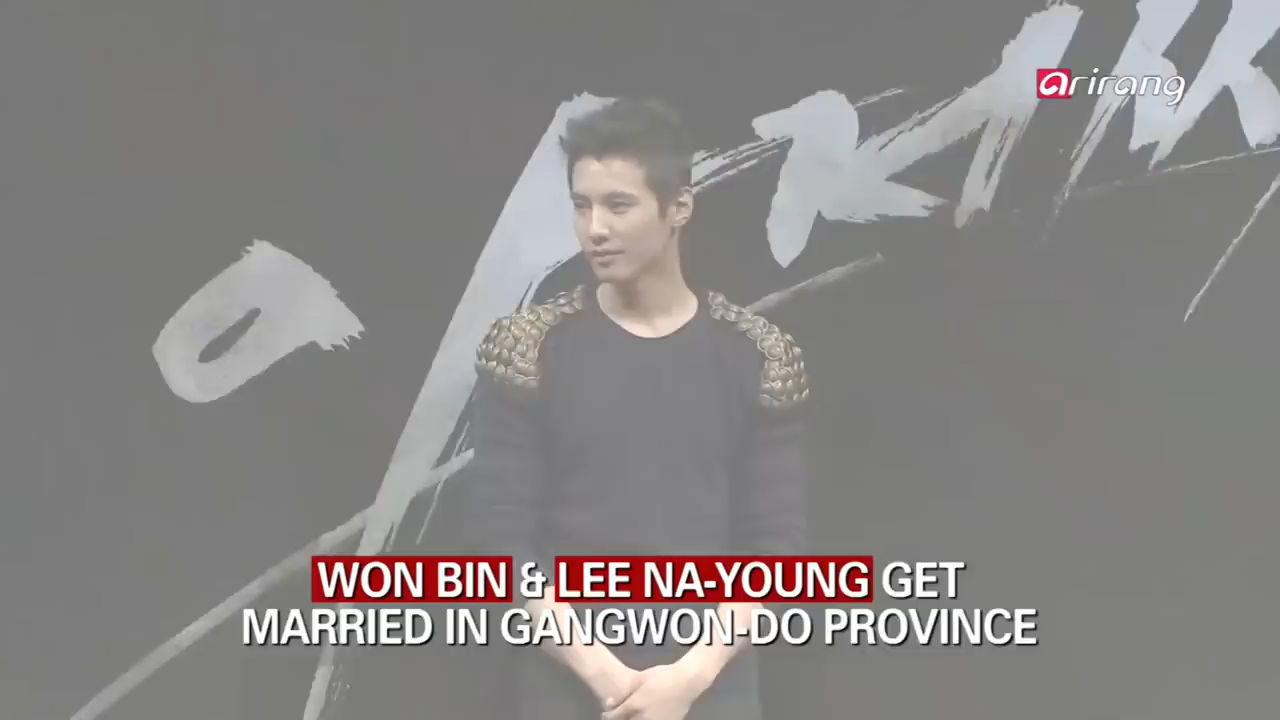 arirang
WON BIN & LEE NA-YOUNG GET
MARRIED IN GANGWON-DO PROVINCE